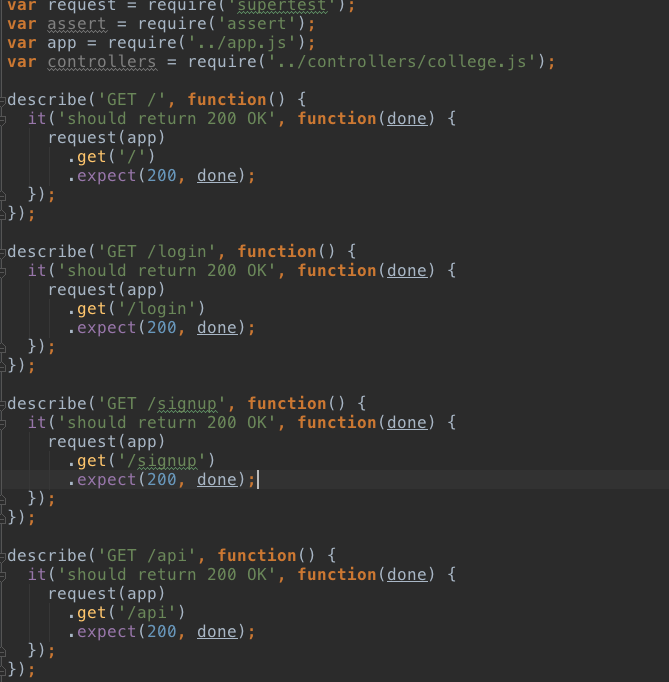 var request = require('supertest');
var assert = require('assert');
var app = require('../app.js');
var controllers = require('../controllers/college.js');

describe('GET /', function() {
  it('should return 200 OK', function(done) {
    request(app)
      .get('/')
      .expect(200, done);
  });
});

describe('GET /login', function() {
  it('should return 200 OK', function(done) {
    request(app)
      .get('/login')
      .expect(200, done);
  });
});

describe('GET /signup', function() {
  it('should return 200 OK', function(done) {
    request(app)
      .get('/signup')
      .expect(200, done);
  });
});

describe('GET /api', function() {
  it('should return 200 OK', function(done) {
    request(app)
      .get('/api')
      .expect(200, done);
  });
});